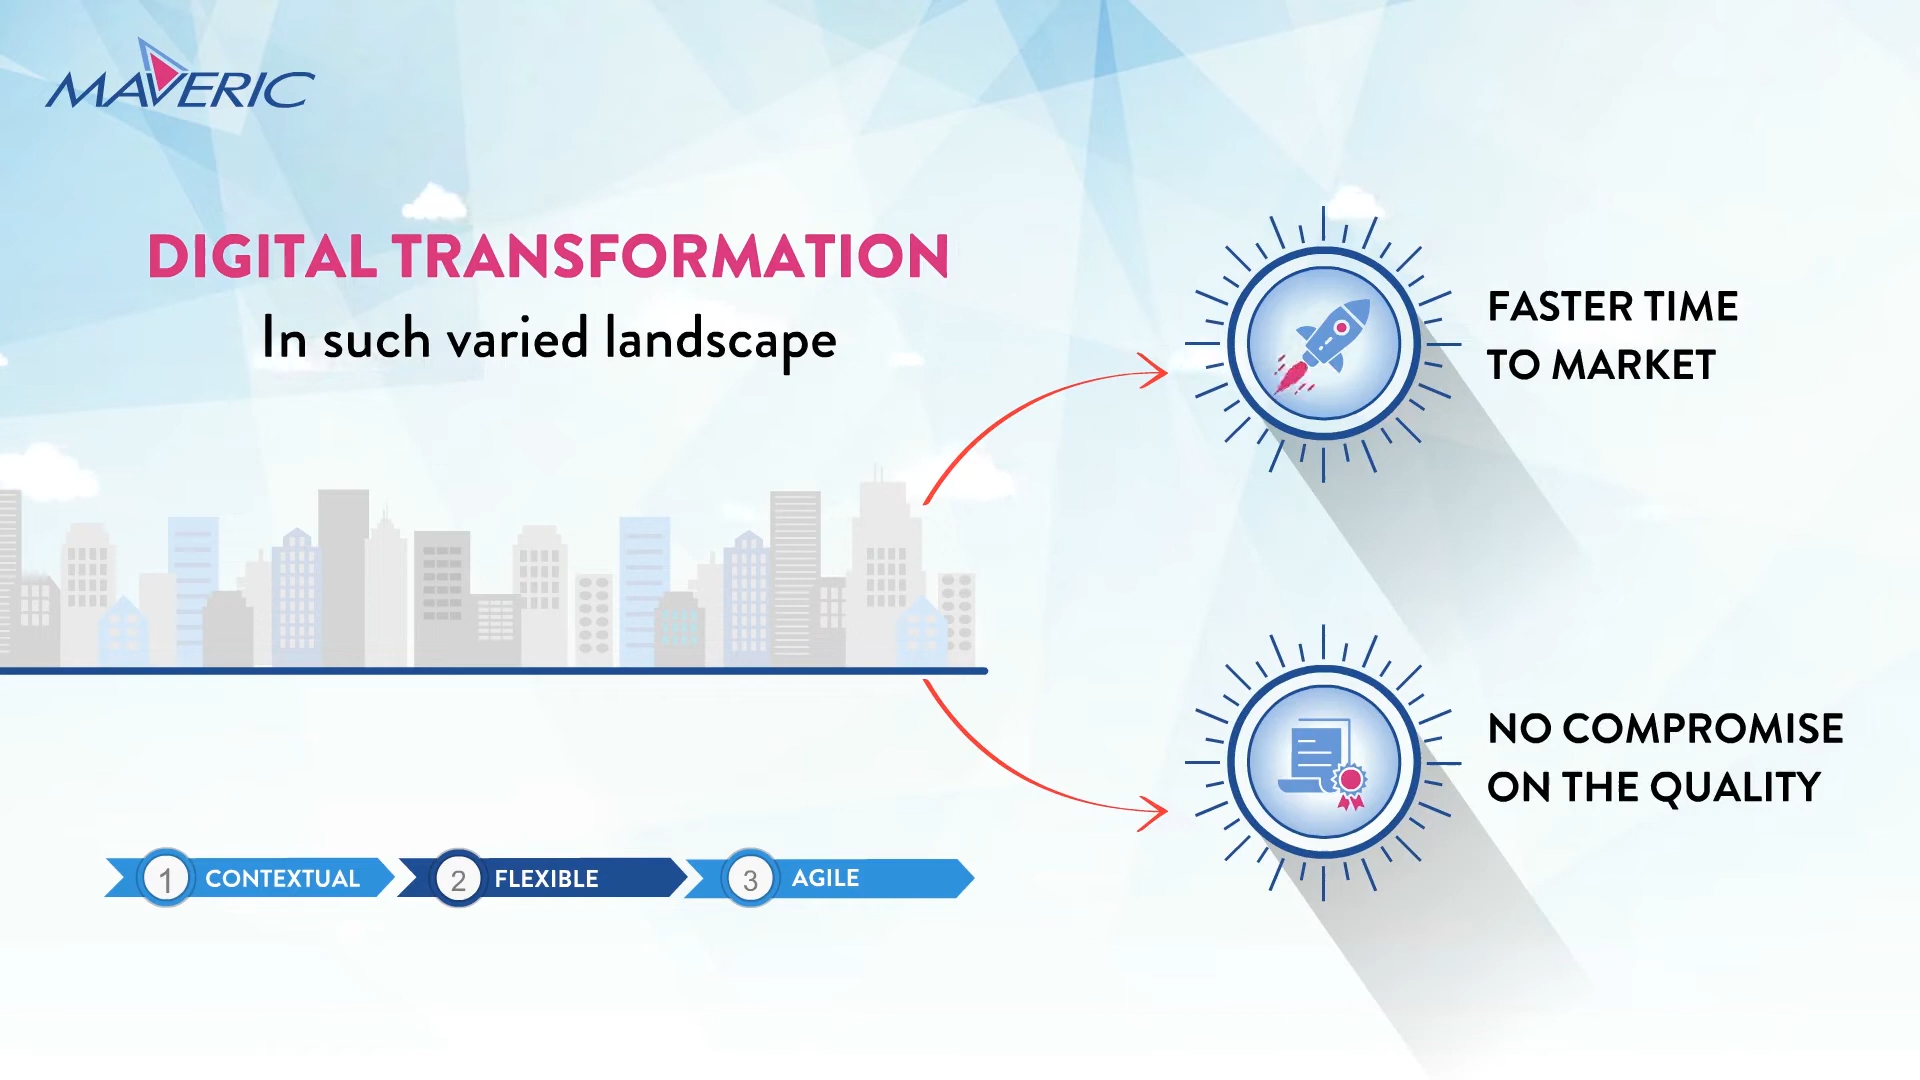 MAVERIC
DIGITAL TRANSFORMATION
In such varied landscape
FASTER TIME
TO MARKET
NO COMPROMISE
ON THE QUALITY
1 CONTEXTUAL
2 FLEXIBLE
3 AGILE